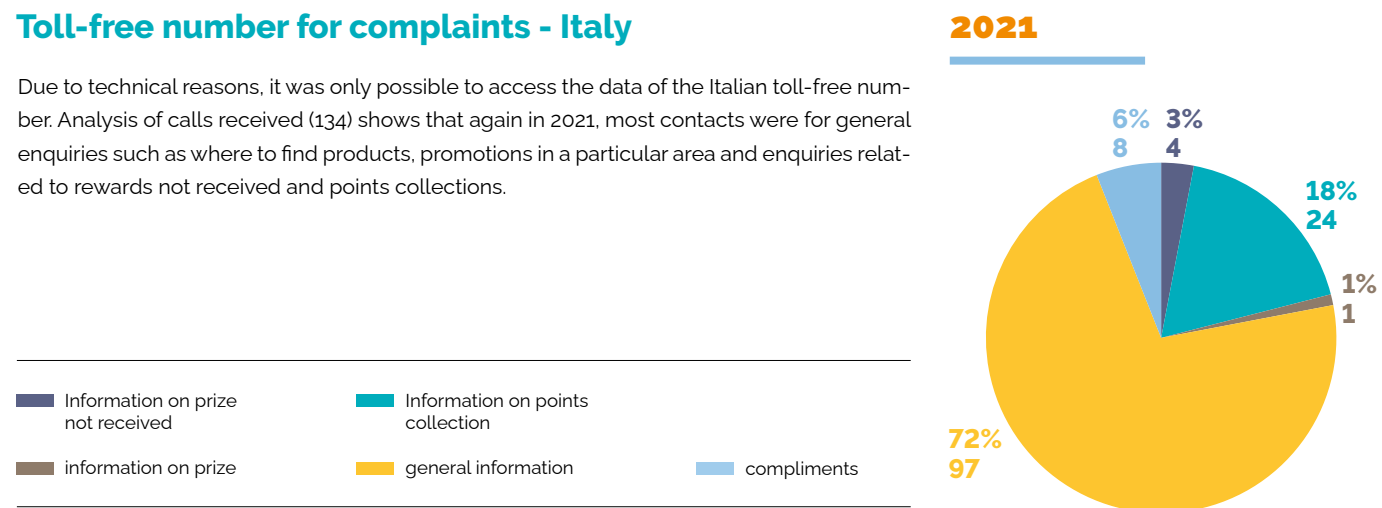 Toll-free number for complaints - Italy
Due to technical reasons, it was only possible to access the data of the Italian toll-free num-
ber. Analysis of calls received (134) shows that again in 2021, most contacts were for general
enquiries such as where to find products, promotions in a particular area and enquiries relat-
ed to rewards not received and points collections.
Information on prize
not received
Information on points
collection
information on prize
general information
compliments
2021
6%
8
3%
4
18%
24
1%
1
72%
97